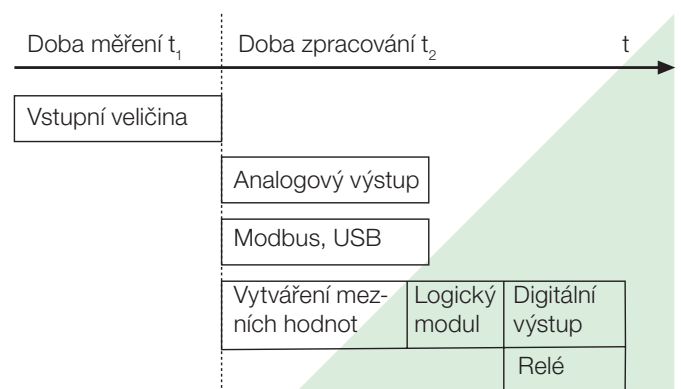 Doba měření t₁
Doba zpracování t₂
t
Vstupní veličina
Analogový výstup
Modbus, USB
Vytváření mez-
ních hodnot
Logický
modul
Digitální
výstup
Relé